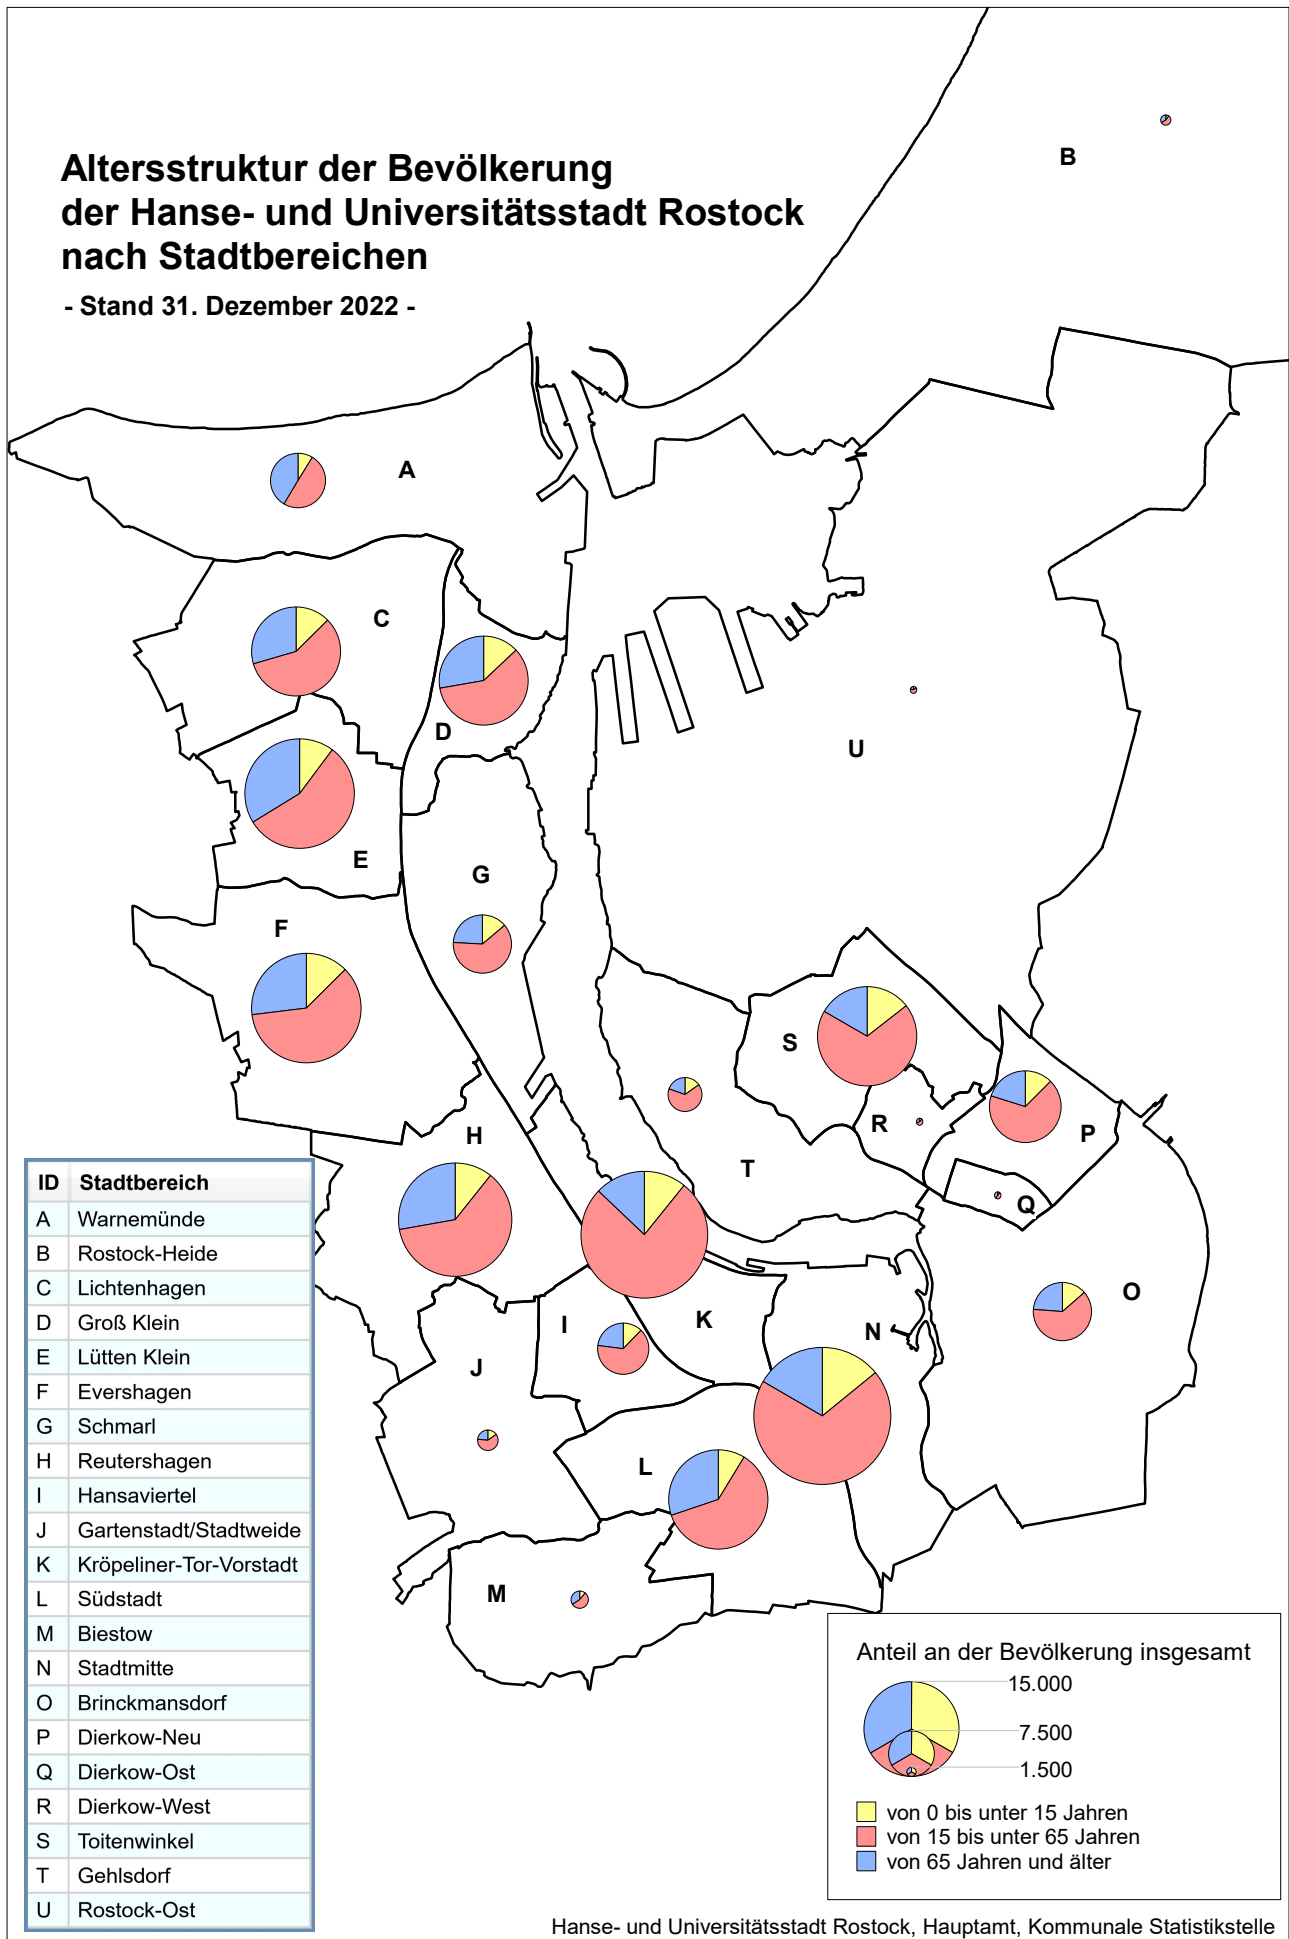 Altersstruktur der Bevölkerung
der Hanse- und Universitätsstadt Rostock
nach Stadtbereichen
- Stand 31. Dezember 2022 -
B
A
C
D
U
E
G
F
S
R
P
H
T
Q
O
I
K
N
J
L
M
ID Stadtbereich
A Warnemünde
B Rostock-Heide
C Lichtenhagen
D Groß Klein
E Lütten Klein
F Evershagen
G Schmarl
H Reutershagen
I Hansaviertel
J Gartenstadt/Stadtweide
K Kröpeliner-Tor-Vorstadt
L Südstadt
M Biestow
N Stadtmitte
O Brinckmansdorf
P Dierkow-Neu
Q Dierkow-Ost
R Dierkow-West
S Toitenwinkel
T Gehlsdorf
U Rostock-Ost
Anteil an der Bevölkerung insgesamt
15.000
7.500
1.500
von 0 bis unter 15 Jahren
von 15 bis unter 65 Jahren
von 65 Jahren und älter
Hanse- und Universitätsstadt Rostock, Hauptamt, Kommunale Statistikstelle